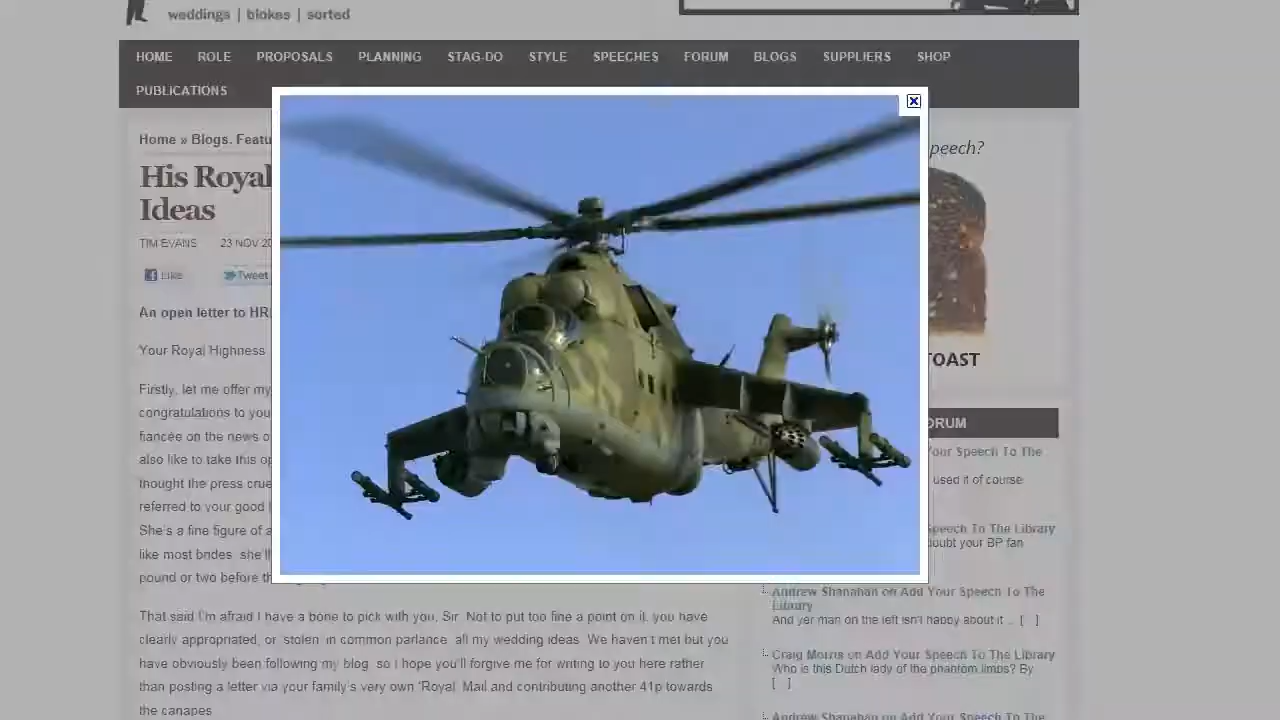 weddings | blokes | sorted
HOME ROLE PROPOSALS PLANNING STAG-DO STYLE SPEECHES FORUM BLOGS SUPPLIERS SHOP
PUBLICATIONS
Home » Blogs. Featu
His Royal
Ideas
TIM EVANS 23 NOV 20
Like Tweet
An open letter to HR
Your Royal Highness
Firstly, let me offer my
congratulations to you
fiancée on the news o
also like to take this op
thought the press crue
referred to your good
She's a fine figure of a
like most brides, she'll
pound or two before th
That said I'm afraid I have a bone to pick with you, Sir. Not to put too fine a point on it, you have
clearly appropriated, or 'stolen' in common parlance, all my wedding ideas. We haven't met but you
have obviously been following my blog, so I hope you'll forgive me for writing to you here rather
than posting a letter via your family's very own 'Royal' Mail and contributing another 41p towards
the canapes
peech?
TOAST
ORUM
Your Speech To The
used it of course
Speech To The Library
oubt your BP fan
Andrew Shanahan on Add Your Speech To The
Library
And yer man on the left isn't happy about it ... [ ]
Craig Morris on Add Your Speech To The Library
Who is this Dutch lady of the phantom limbs? By
[ ]
Andrew Shanahan on Add Your Speech To The